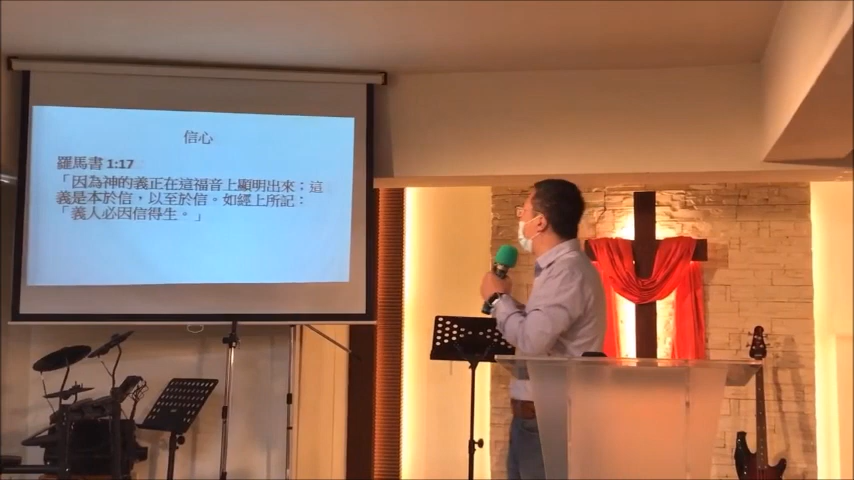 信心
羅馬書 1:17
「因為神的義正在這福音上顯明出來；這
義是本於信，以至於信。如經上所記：
「義人必因信得生。」